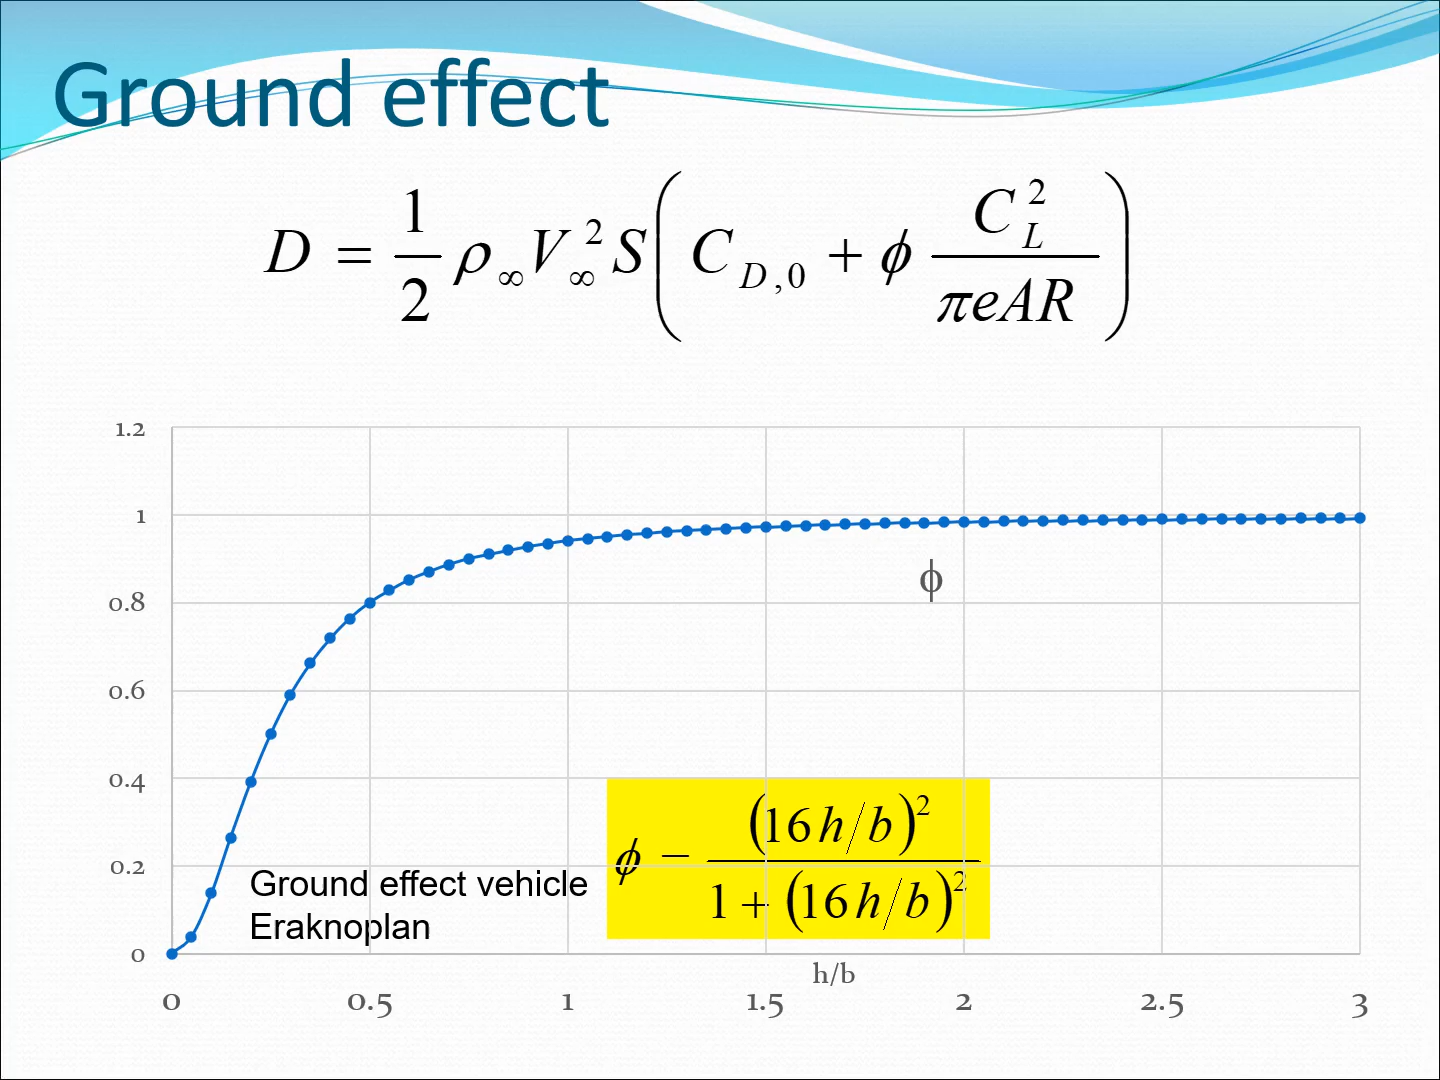 Ground effect
D = 1/2 ρ∞ V∞² S ( C_D,0 + ϕ C_L² / πeAR )
1.2
1
0.8
0.6
0.4
0.2
0
ϕ
ϕ = (16 h/b)² / 1 + (16 h/b)²
Ground effect vehicle
Eraknoplan
h/b
0 0.5 1 1.5 2 2.5 3